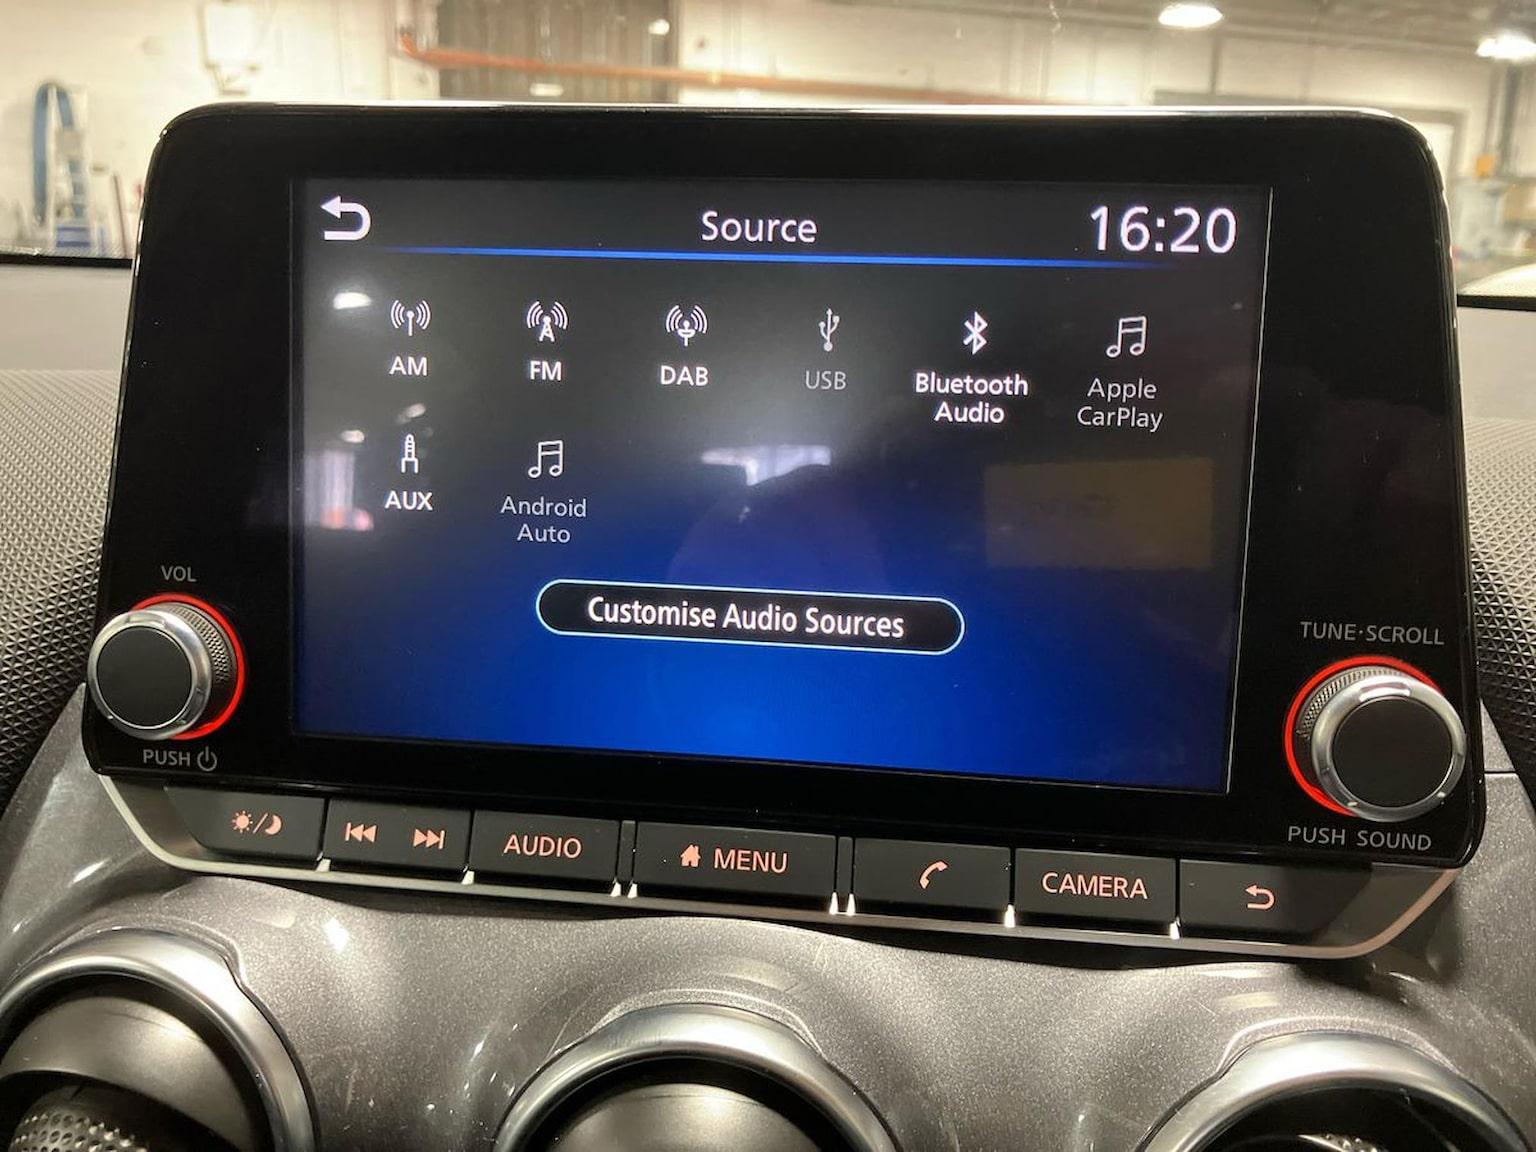 Source
16:20
AM
FM
DAB
USB
Bluetooth
Audio
Apple
CarPlay
AUX
Android
Auto
Customise Audio Sources
VOL
PUSH
TUNE·SCROLL
PUSH SOUND
AUDIO
MENU
CAMERA